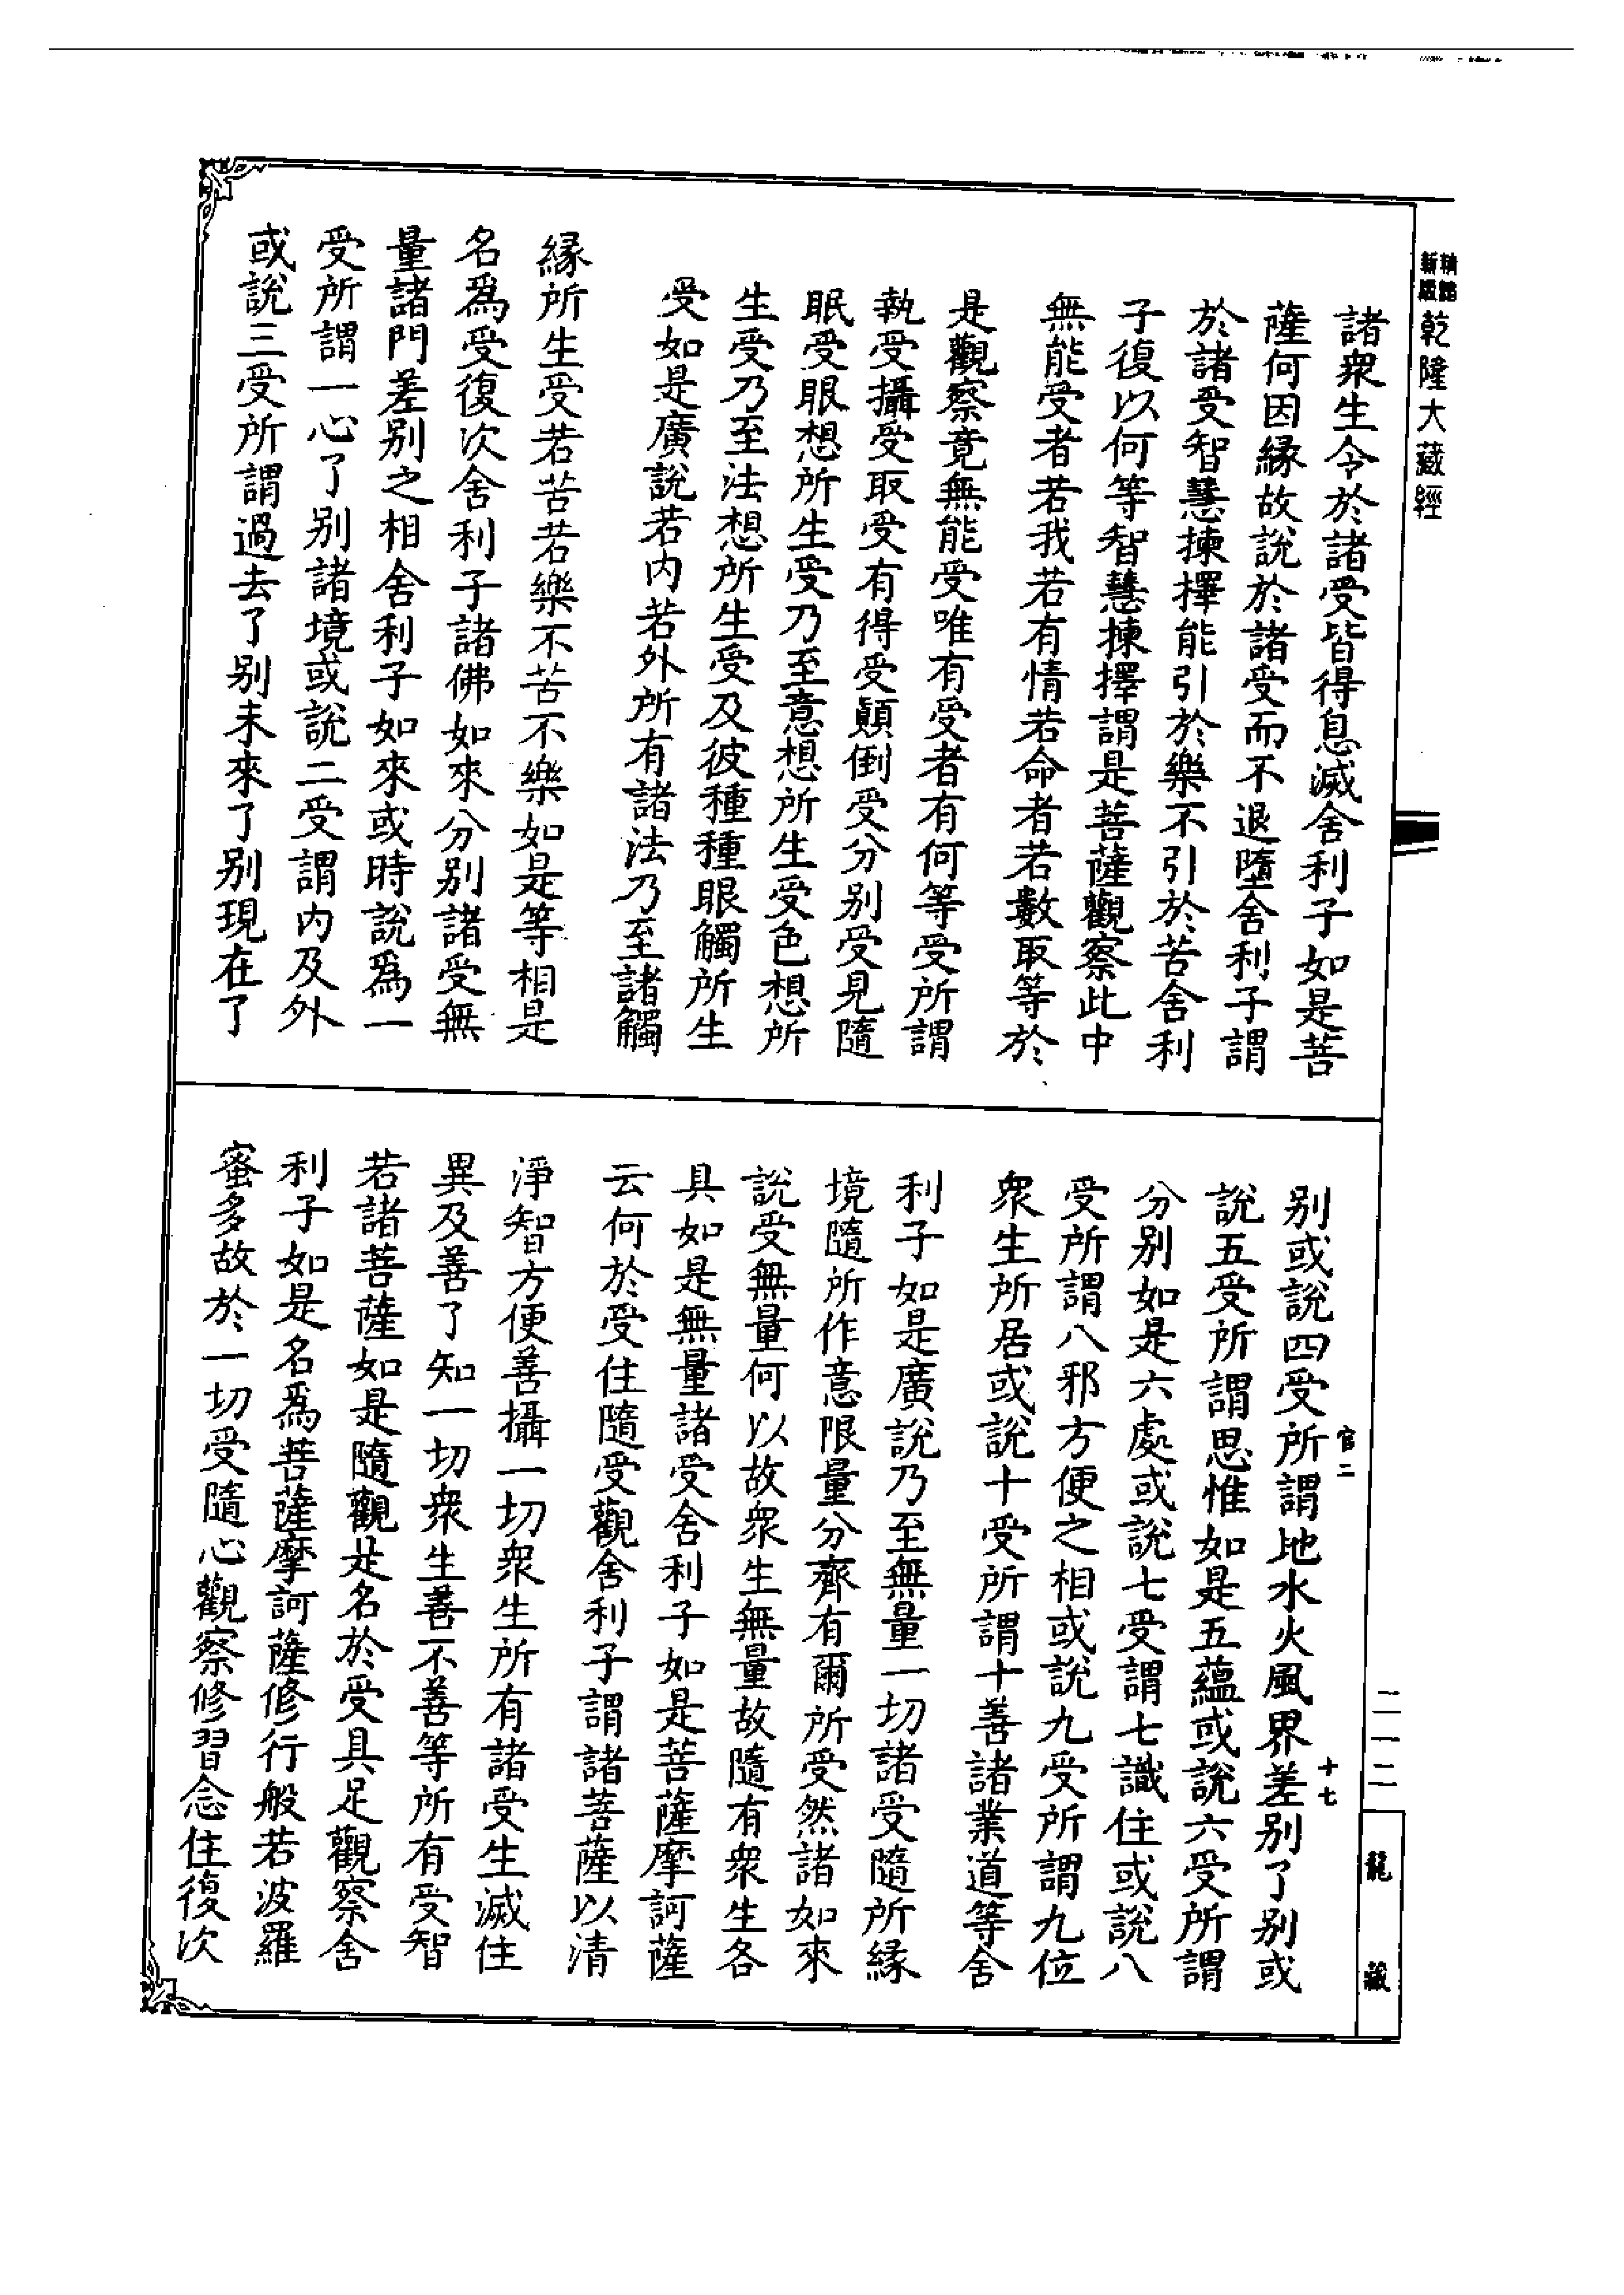 乾隆大藏經
諸衆生令於諸受皆得息滅舍利子如是菩
薩何因緣故說於諸受而不退墮舍利子謂
於諸受智慧揀擇能引於樂不引於苦舍利
子復以何等智慧揀擇謂是菩薩觀察此中
無能受者若我若有情若命者若數取等於
是觀察竟無能受唯有受者有何等受所謂
執受攝受取受有得受顛倒受分别受見隨
眠受眼想所生受乃至意想所生受色想所
生受乃至法想所生受及彼種種眼觸所生
受如是廣說若内若外所有諸法乃至諸觸
緣所生受若苦若樂不苦不樂如是等相是
名爲受復次舍利子諸佛如來分别諸受無
量諸門差别之相舍利子如來或時說爲一
受所謂一心了别諸境或說二受謂内及外
或說三受所謂過去了别未來了别現在了
别或說四受所謂地水火風界差别了别或
說五受所謂思惟如是五蘊或說六受所謂
分别如是六處或說七受謂七識住或說八
受所謂八邪方便之相或說九受所謂九位
衆生所居或說十受所謂十善諸業道等舍
利子如是廣說乃至無量一切諸受隨所緣
境隨所作意限量分齊有爾所受然諸如來
說受無量何以故衆生無量故隨有衆生各
具如是無量諸受舍利子如是菩薩摩訶薩
云何於受住隨受觀舍利子謂諸菩薩以清
淨智方便善攝一切衆生所有諸受生滅住
異及善了知一切衆生善不善等所有受智
若諸菩薩如是隨觀是名於受具足觀察舍
利子如是名爲菩薩摩訶薩修行般若波羅
蜜多故於一切受隨心觀察修習念住復次
官二
十七
二一二
龍藏